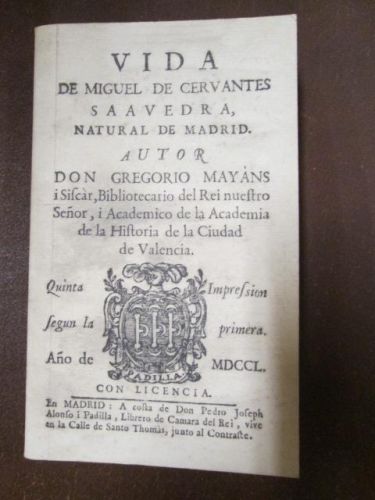 VIDA
DE MIGUEL DE CERVANTES
SAAVEDRA,
NATURAL DE MADRID.
AUTOR
DON GREGORIO MAYÁNS
i Siſcàr, Bibliotecario del Rei nueſtro
Señor, i Academico de la Academia
de la Hiſtoria de la Ciudad
de Valencia.
Quinta Impreſsion
ſegun la primera.
Año de MDCCL.
PADILLA
CON LICENCIA.
En MADRID: A coſta de Don Pedro Joſeph
Alonſo i Padilla, Librero de Camara del Rei, vive
en la Calle de Santo Thomàs, junto al Contraſte.